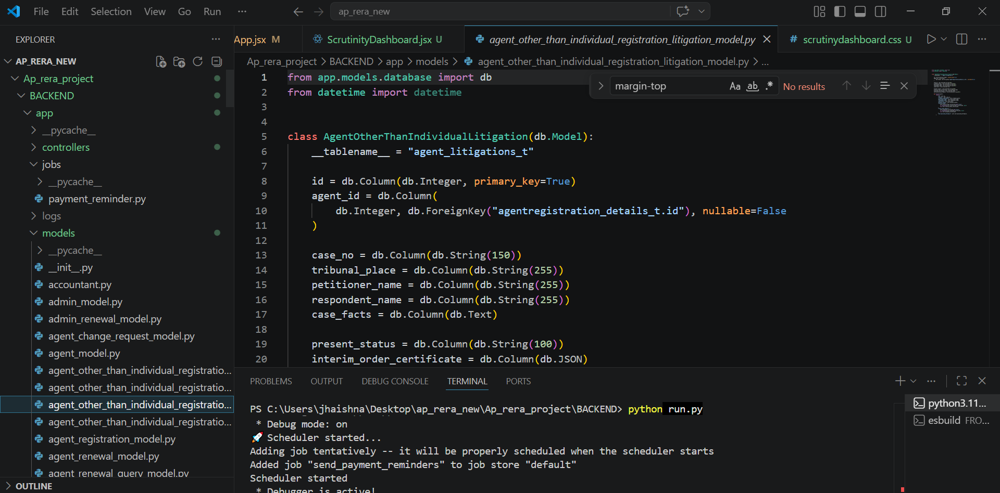 File Edit Selection View Go Run ...
ap_rera_new
EXPLORER ...
AP_RERA_NEW
Ap_rera_project
BACKEND
app
__pycache__
controllers
jobs
__pycache__
payment_reminder.py
logs
models
__pycache__
__init__.py
accountant.py
admin_model.py
admin_renewal_model.py
agent_change_request_model.py
agent_model.py
agent_other_than_individual_registratio...
agent_other_than_individual_registratio...
agent_other_than_individual_registratio...
agent_other_than_individual_registratio...
agent_registration_model.py
agent_renewal_model.py
agent_renewal_query_model.py
OUTLINE
App.jsx M
ScrutinityDashboard.jsx U
agent_other_than_individual_registration_litigation_model.py
# scrutinydashboard.css U
Ap_rera_project > BACKEND > app > models > agent_other_than_individual_registration_litigation_model.py > ...
margin-top Aa ab .* No results
1 from app.models.database import db
2 from datetime import datetime
3
4
5 class AgentOtherThanIndividualLitigation(db.Model):
6 __tablename__ = "agent_litigations_t"
7
8 id = db.Column(db.Integer, primary_key=True)
9 agent_id = db.Column(
10 db.Integer, db.ForeignKey("agentregistration_details_t.id"), nullable=False
11 )
12
13 case_no = db.Column(db.String(150))
14 tribunal_place = db.Column(db.String(255))
15 petitioner_name = db.Column(db.String(255))
16 respondent_name = db.Column(db.String(255))
17 case_facts = db.Column(db.Text)
18
19 present_status = db.Column(db.String(100))
20 interim_order_certificate = db.Column(db.JSON)
PROBLEMS OUTPUT DEBUG CONSOLE TERMINAL PORTS
PS C:\Users\jhaishna\Desktop\ap_rera_new\Ap_rera_project\BACKEND> python run.py
* Debug mode: on
🚀 Scheduler started...
Adding job tentatively -- it will be properly scheduled when the scheduler starts
Added job "send_payment_reminders" to job store "default"
Scheduler started
* Debugger is active!
python3.11...
esbuild FRO...